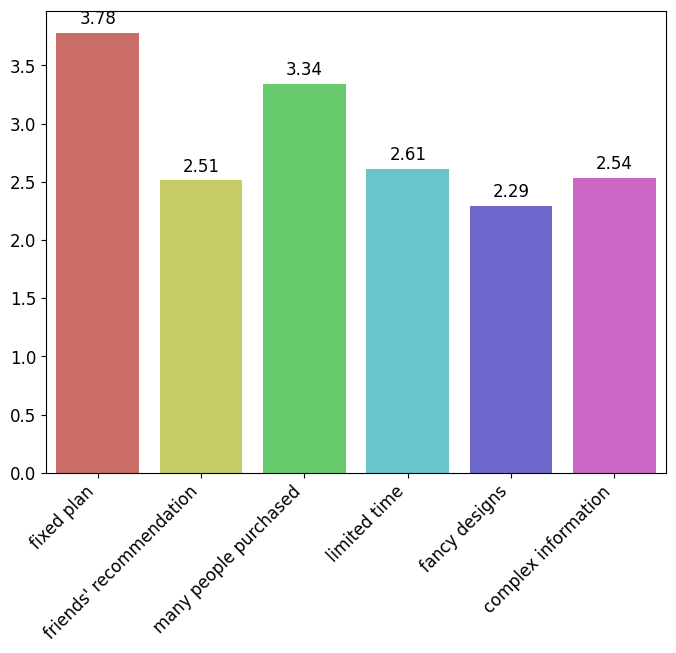 3.78
2.51
3.34
2.61
2.29
2.54
3.5
3.0
2.5
2.0
1.5
1.0
0.5
0.0
fixed plan
friends' recommendation
many people purchased
limited time
fancy designs
complex information